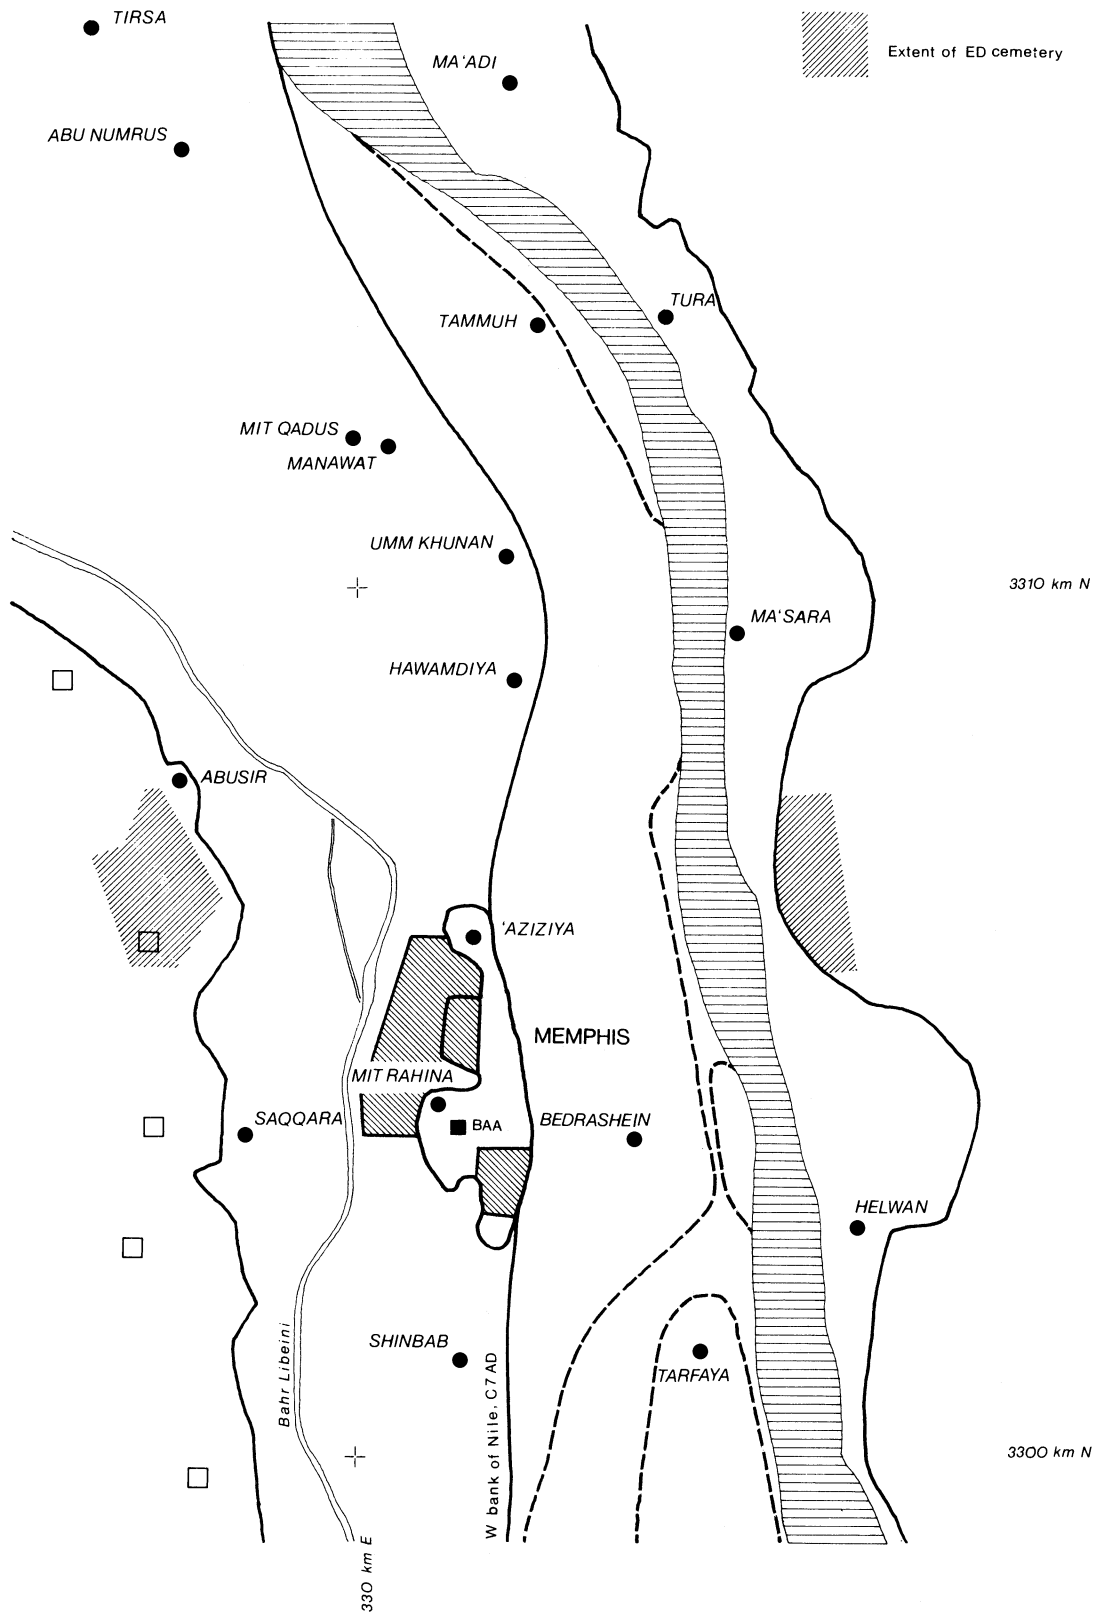 TIRSA
MA'ADI
Extent of ED cemetery
ABU NUMRUS
TURA
TAMMUH
MIT QADUS
MANAWAT
UMM KHUNAN
3310 km N
MA'SARA
HAWAMDIYA
ABUSIR
'AZIZIYA
MEMPHIS
MIT RAHINA
SAQQARA
BAA
BEDRASHEIN
HELWAN
SHINBAB
TARFAYA
Bahr Libeini
W bank of Nile, C7 AD
3300 km N
330 km E